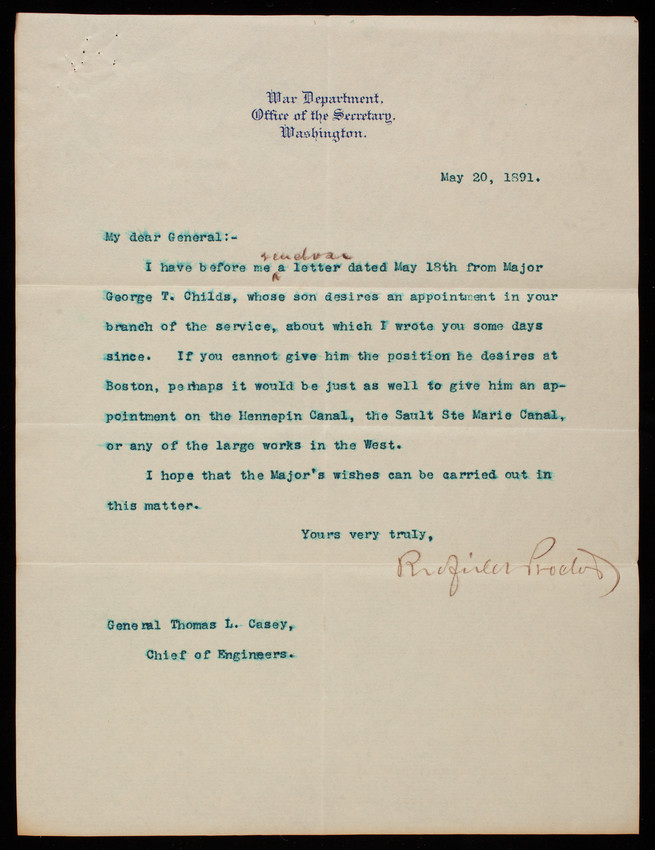 War Department,
Office of the Secretary,
Washington.
May 20, 1891.
My dear General:-
I have before me a letter dated May 18th from Major
George T. Childs, whose son desires an appointment in your
branch of the service, about which I wrote you some days
since. If you cannot give him the position he desires at
Boston, perhaps it would be just as well to give him an ap-
pointment on the Hennepin Canal, the Sault Ste Marie Canal,
or any of the large works in the West.
I hope that the Major's wishes can be carried out in
this matter.
Yours very truly,
Redfield Proctor
General Thomas L. Casey,
Chief of Engineers.